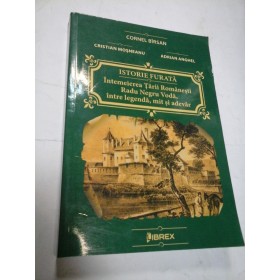 CORNEL BÎRSAN
CRISTIAN MOȘNEANU
ADRIAN ANGHEL
ISTORIE FURATĂ
Întemeierea Țării Românești
Radu Negru Vodă,
între legendă, mit și adevăr
LIBREX